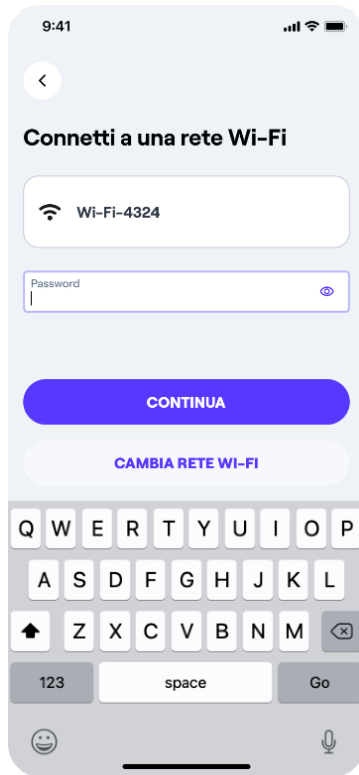 9:41
Connetti a una rete Wi-Fi
Wi-Fi-4324
Password
CONTINUA
CAMBIA RETE WI-FI
Q W E R T Y U I O P
A S D F G H J K L
Z X C V B N M
123 space Go